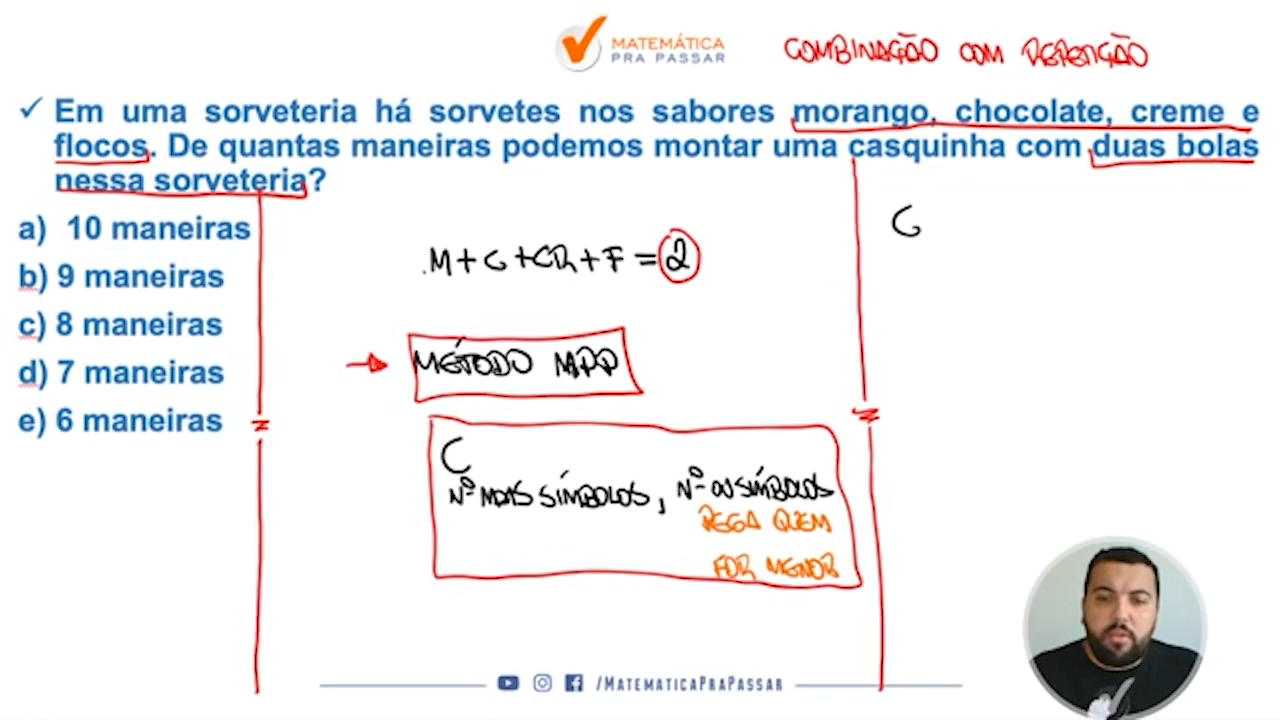 MATEMÁTICA
PRA PASSAR
COMBINAÇÃO COM REPETIÇÃO
✓ Em uma sorveteria há sorvetes nos sabores morango, chocolate, creme e
flocos. De quantas maneiras podemos montar uma casquinha com duas bolas
nessa sorveteria?
a) 10 maneiras
b) 9 maneiras
c) 8 maneiras
d) 7 maneiras
e) 6 maneiras
M+C+CR+F=2
MÉTODO MPP
C
Nº MAIS SÍMBOLOS, Nº OU SÍMBOLOS
PEGA QUEM
FOR MENOR
C
/MATEMATICAPRAPASSAR